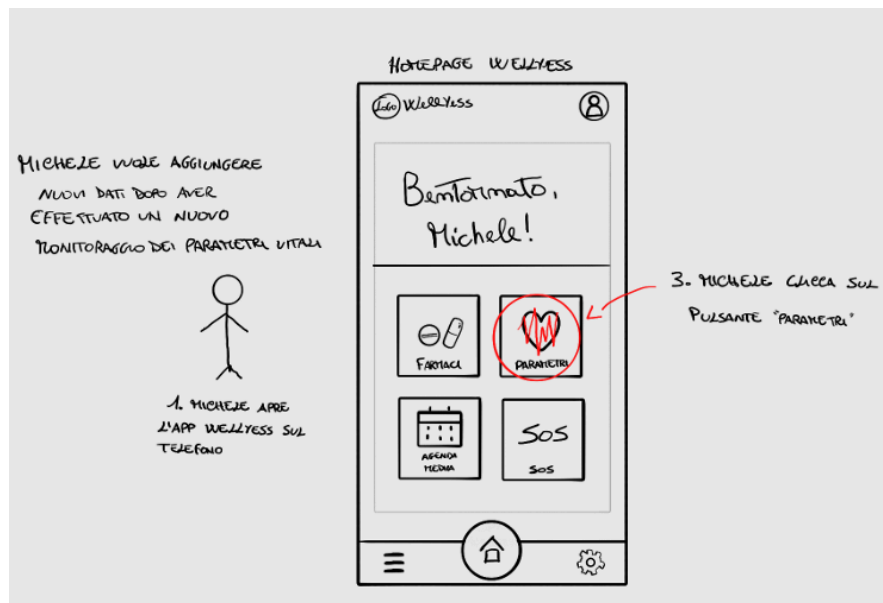 HOMEPAGE WELLYESS
Logo WellYess
MICHELE VUOLE AGGIUNGERE
NUOVI DATI DOPO AVER
EFFETTUATO UN NUOVO
MONITORAGGIO DEI PARAMETRI VITALI
1. MICHELE APRE
L'APP WELLYESS SUL
TELEFONO
Bentornato,
Michele!
FARMACI
PARAMETRI
AGENDA
MEDICA
SOS
SOS
3. MICHELE CLICCA SUL
PULSANTE "PARAMETRI"